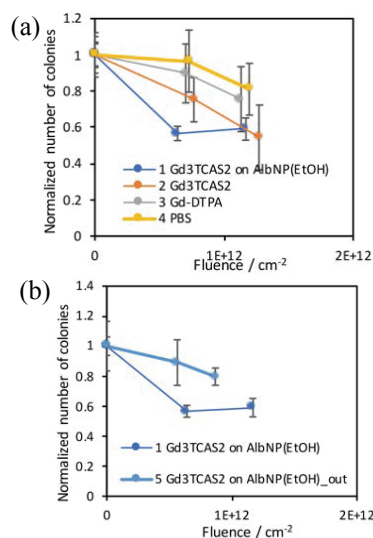 (a)
1.2
1
0.8
0.6
0.4
0.2
0
Normalized number of colonies
1 Gd3TCAS2 on AlbNP(EtOH)
2 Gd3TCAS2
3 Gd-DTPA
4 PBS
0
1E+12
2E+12
Fluence / cm-2
(b)
1.4
1.2
1
0.8
0.6
0.4
0.2
0
Normalized number of colonies
1 Gd3TCAS2 on AlbNP(EtOH)
5 Gd3TCAS2 on AlbNP(EtOH)_out
0
1E+12
2E+12
Fluence / cm-2